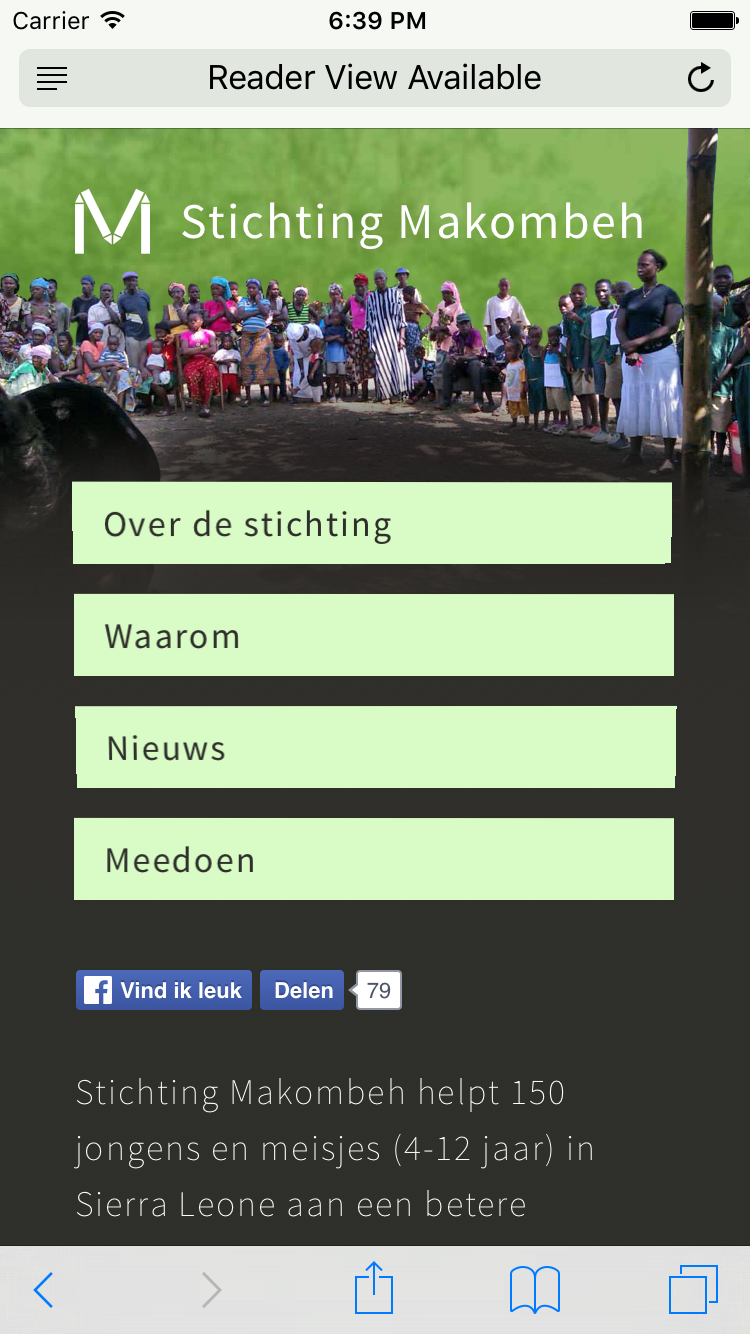 Carrier 6:39 PM
Reader View Available
Stichting Makombeh
Over de stichting
Waarom
Nieuws
Meedoen
Vind ik leuk Delen 79
Stichting Makombeh helpt 150
jongens en meisjes (4-12 jaar) in
Sierra Leone aan een betere